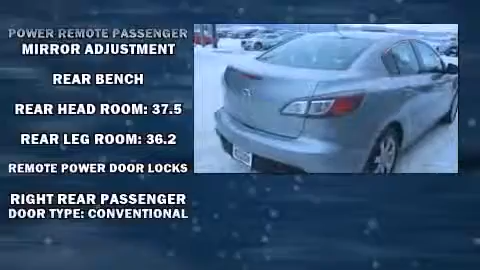 POWER REMOTE PASSENGER
MIRROR ADJUSTMENT
REAR BENCH
REAR HEAD ROOM: 37.5
REAR LEG ROOM: 36.2
REMOTE POWER DOOR LOCKS
RIGHT REAR PASSENGER
DOOR TYPE: CONVENTIONAL